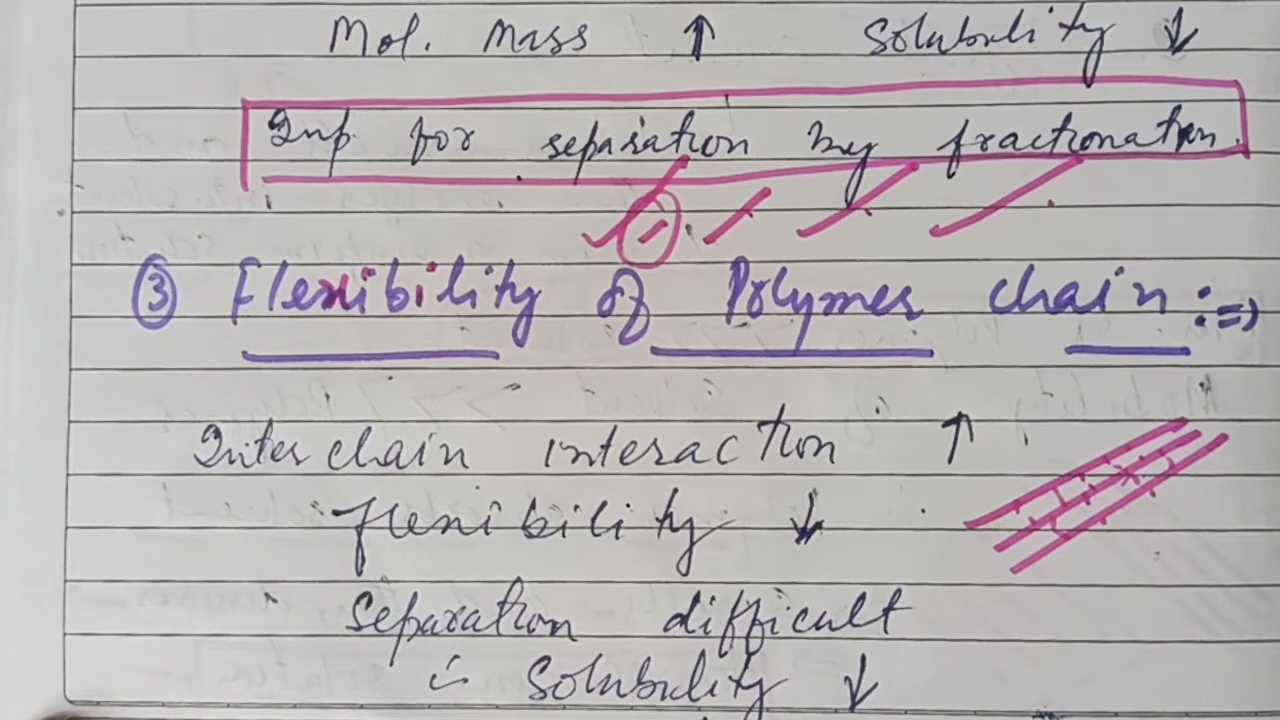 Mol. Mass ↑ Solubility ↓
Imp for separation by fractionation.
③ Flexibility of Polymer chain :=>
Interchain interaction ↑
flexibility ↓
Separation difficult
∴ Solubility ↓